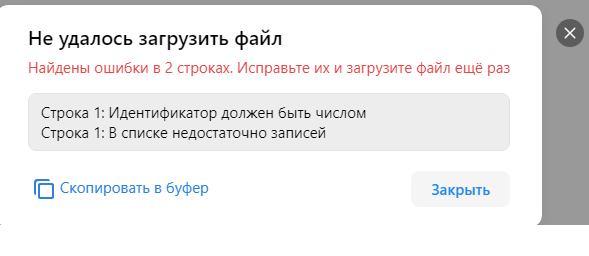 Не удалось загрузить файл
Найдены ошибки в 2 строках. Исправьте их и загрузите файл ещё раз
Строка 1: Идентификатор должен быть числом
Строка 1: В списке недостаточно записей
Скопировать в буфер
Закрыть